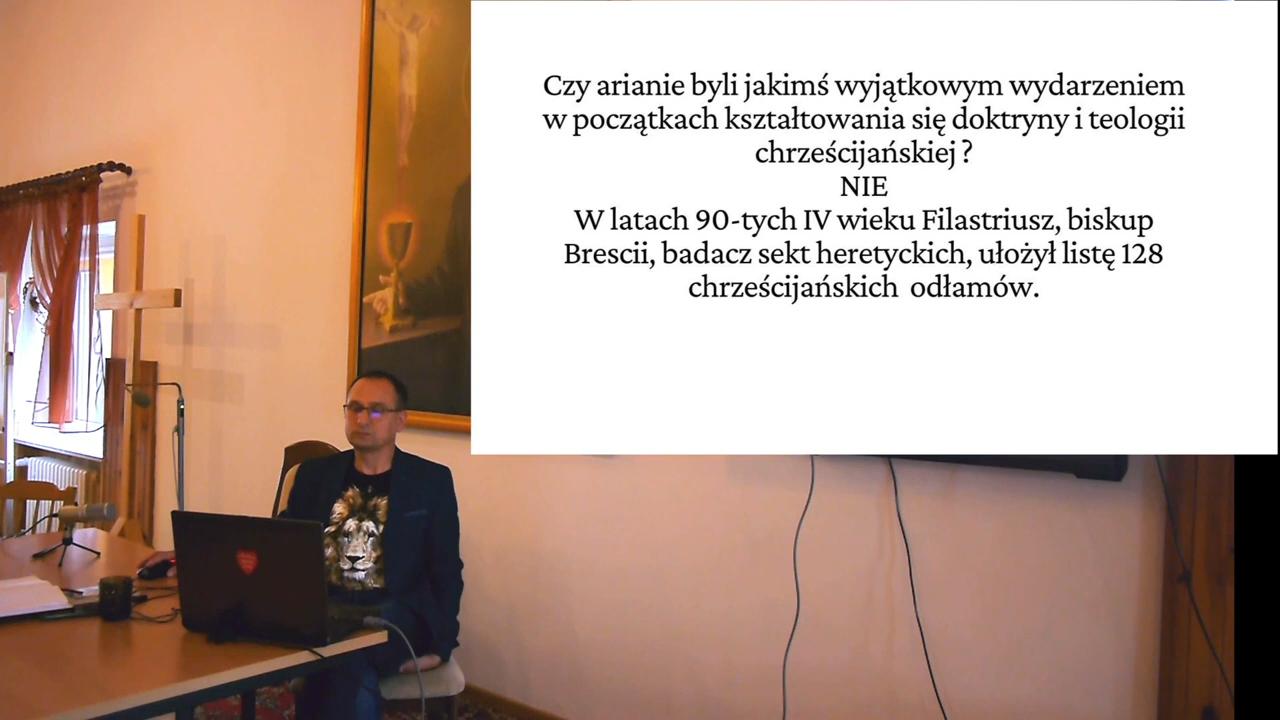 Czy arianie byli jakimś wyjątkowym wydarzeniem
w początkach kształtowania się doktryny i teologii
chrześcijańskiej ?
NIE
W latach 90-tych IV wieku Filastriusz, biskup
Brescii, badacz sekt heretyckich, ułożył listę 128
chrześcijańskich odłamów.